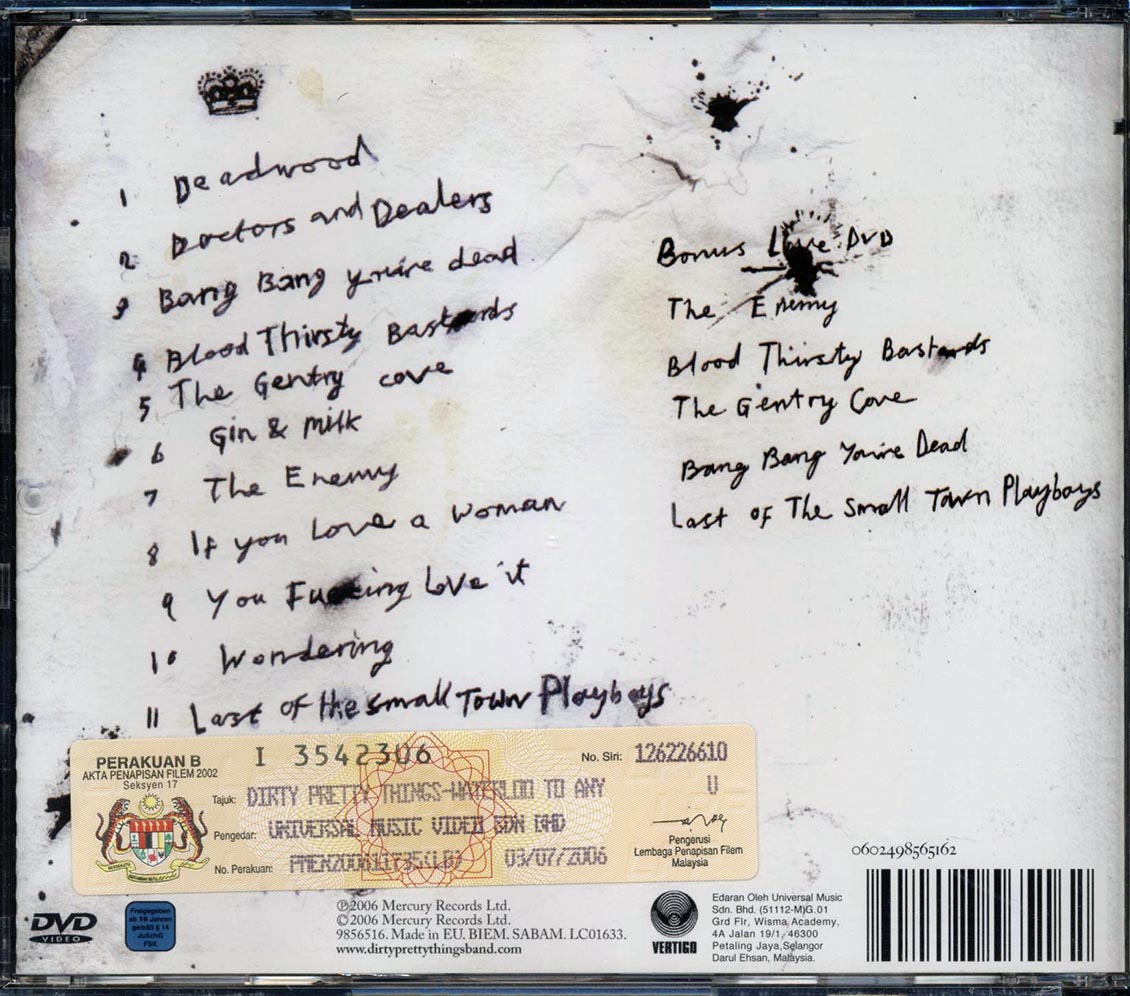 1 Deadwood
2 Doctors and Dealers
3 Bang Bang you're dead
4 Blood Thirsty Bastards
5 The Gentry cove
6 Gin & Milk
7 The Enemy
8 If you Love a woman
9 You Fucking Love it
10 Wondering
11 Last of the small Town Playboys
Bonus Live DVD
The Enemy
Blood Thirsty Bastards
The Gentry Cove
Bang Bang You're Dead
Last of The Small Town Playboys
PERAKUAN B
AKTA PENAPISAN FILEM 2002
Seksyen 17
I 3542306
No. Siri: 126226610
Tajuk: DIRTY PRETTY THINGS-WATERLOO TO ANY
U
Pengedar: UNIVERSAL MUSIC VIDEO SDN BHD
No. Perakuan: 03/07/2006
Pengerusi
Lembaga Penapisan Filem
Malaysia
0602498565162
DVD
VIDEO
Freigegeben
ab 16 Jahren
gemäß § 14
JuSchG
FSK
℗2006 Mercury Records Ltd.
©2006 Mercury Records Ltd.
9856516. Made in EU. BIEM. SABAM. LC01633.
www.dirtyprettythingsband.com
VERTIGO
Edaran Oleh Universal Music
Sdn. Bhd. (51112-M)G.01
Grd Flr, Wisma Academy,
4A Jalan 19/1, 46300
Petaling Jaya,Selangor
Darul Ehsan, Malaysia.